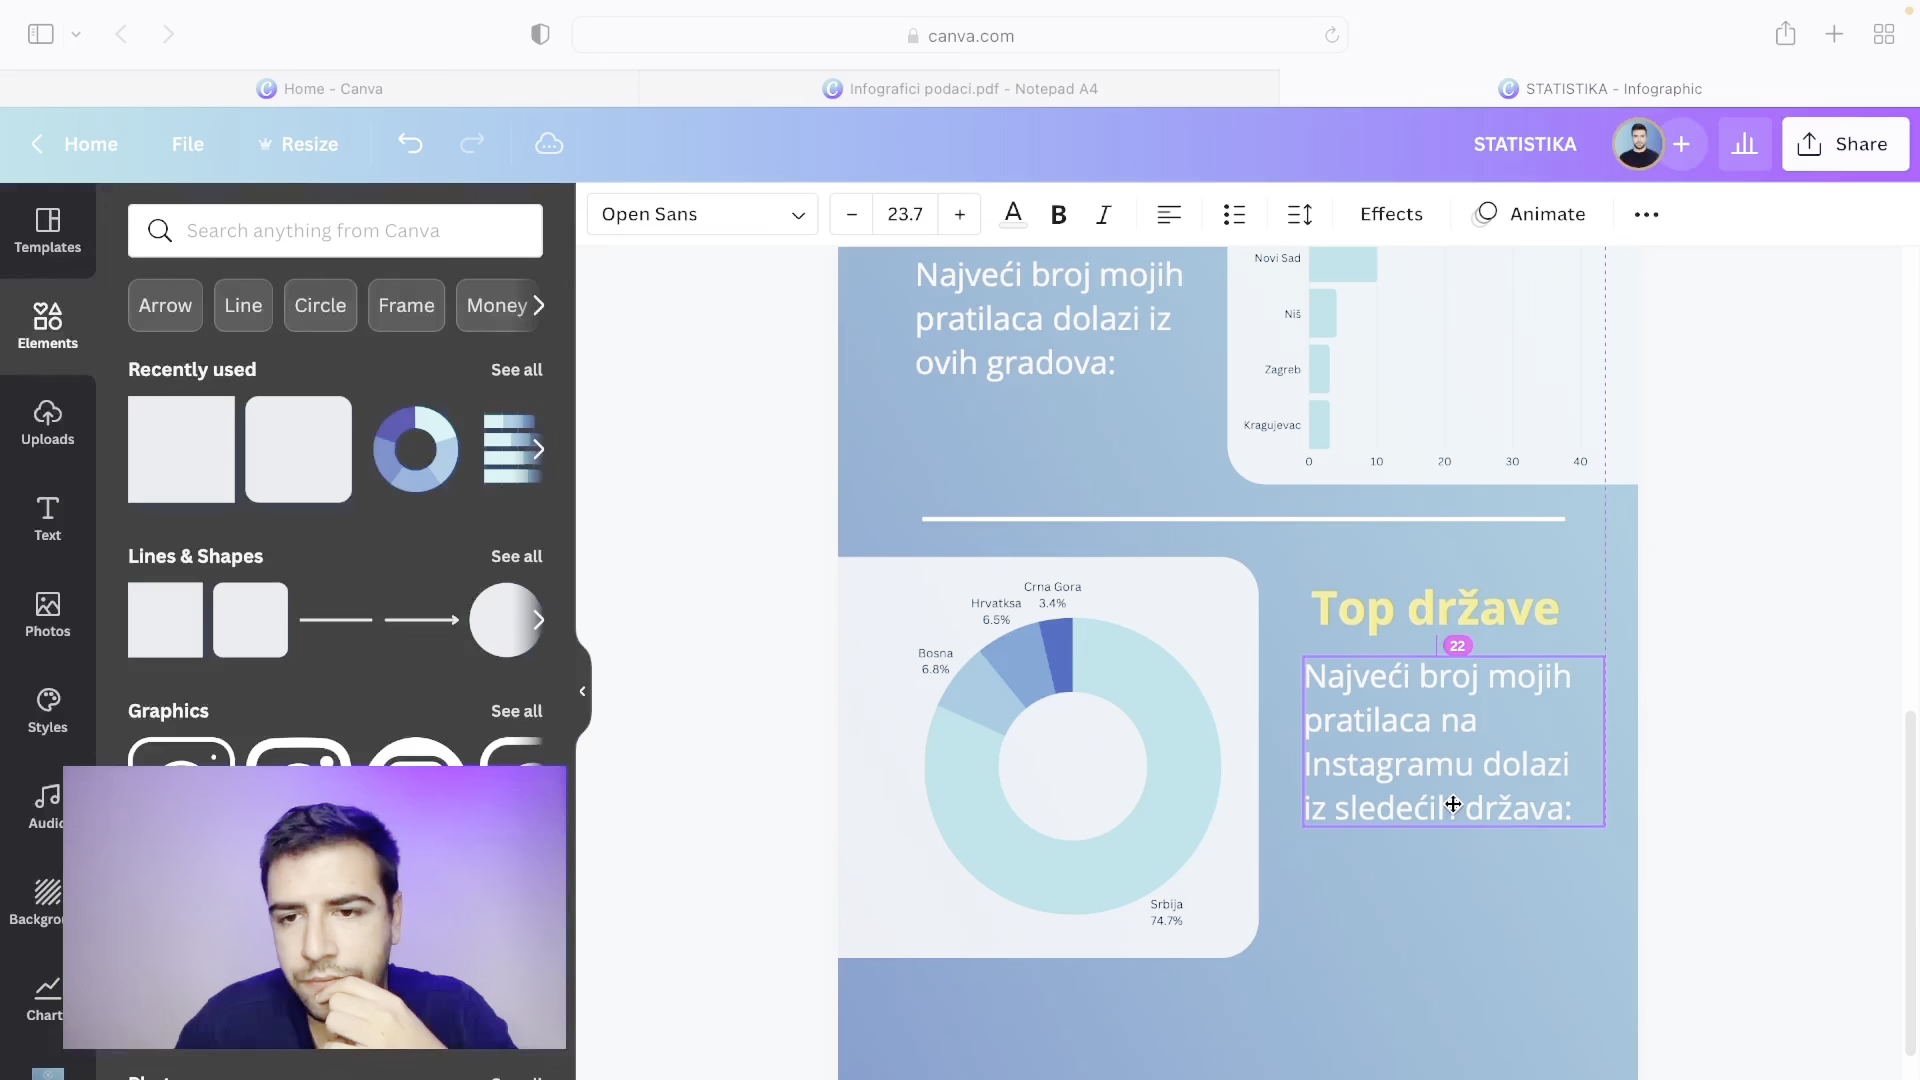 canva.com
Home - Canva
Infografici podaci.pdf - Notepad A4
STATISTIKA - Infographic
Home
File
Resize
STATISTIKA
Share
Templates
Elements
Uploads
Text
Photos
Styles
Audio
Backgrou
Chart
Search anything from Canva
Arrow
Line
Circle
Frame
Money
Recently used
See all
Lines & Shapes
See all
Graphics
See all
Open Sans
23.7
A
B
I
Effects
Animate
Najveći broj mojih
pratilaca dolazi iz
ovih gradova:
Novi Sad
Niš
Zagreb
Kragujevac
0
10
20
30
40
Crna Gora
3.4%
Hrvatksa
6.5%
Bosna
6.8%
Srbija
74.7%
Top države
22
Najveći broj mojih
pratilaca na
Instagramu dolazi
iz sledećih država: